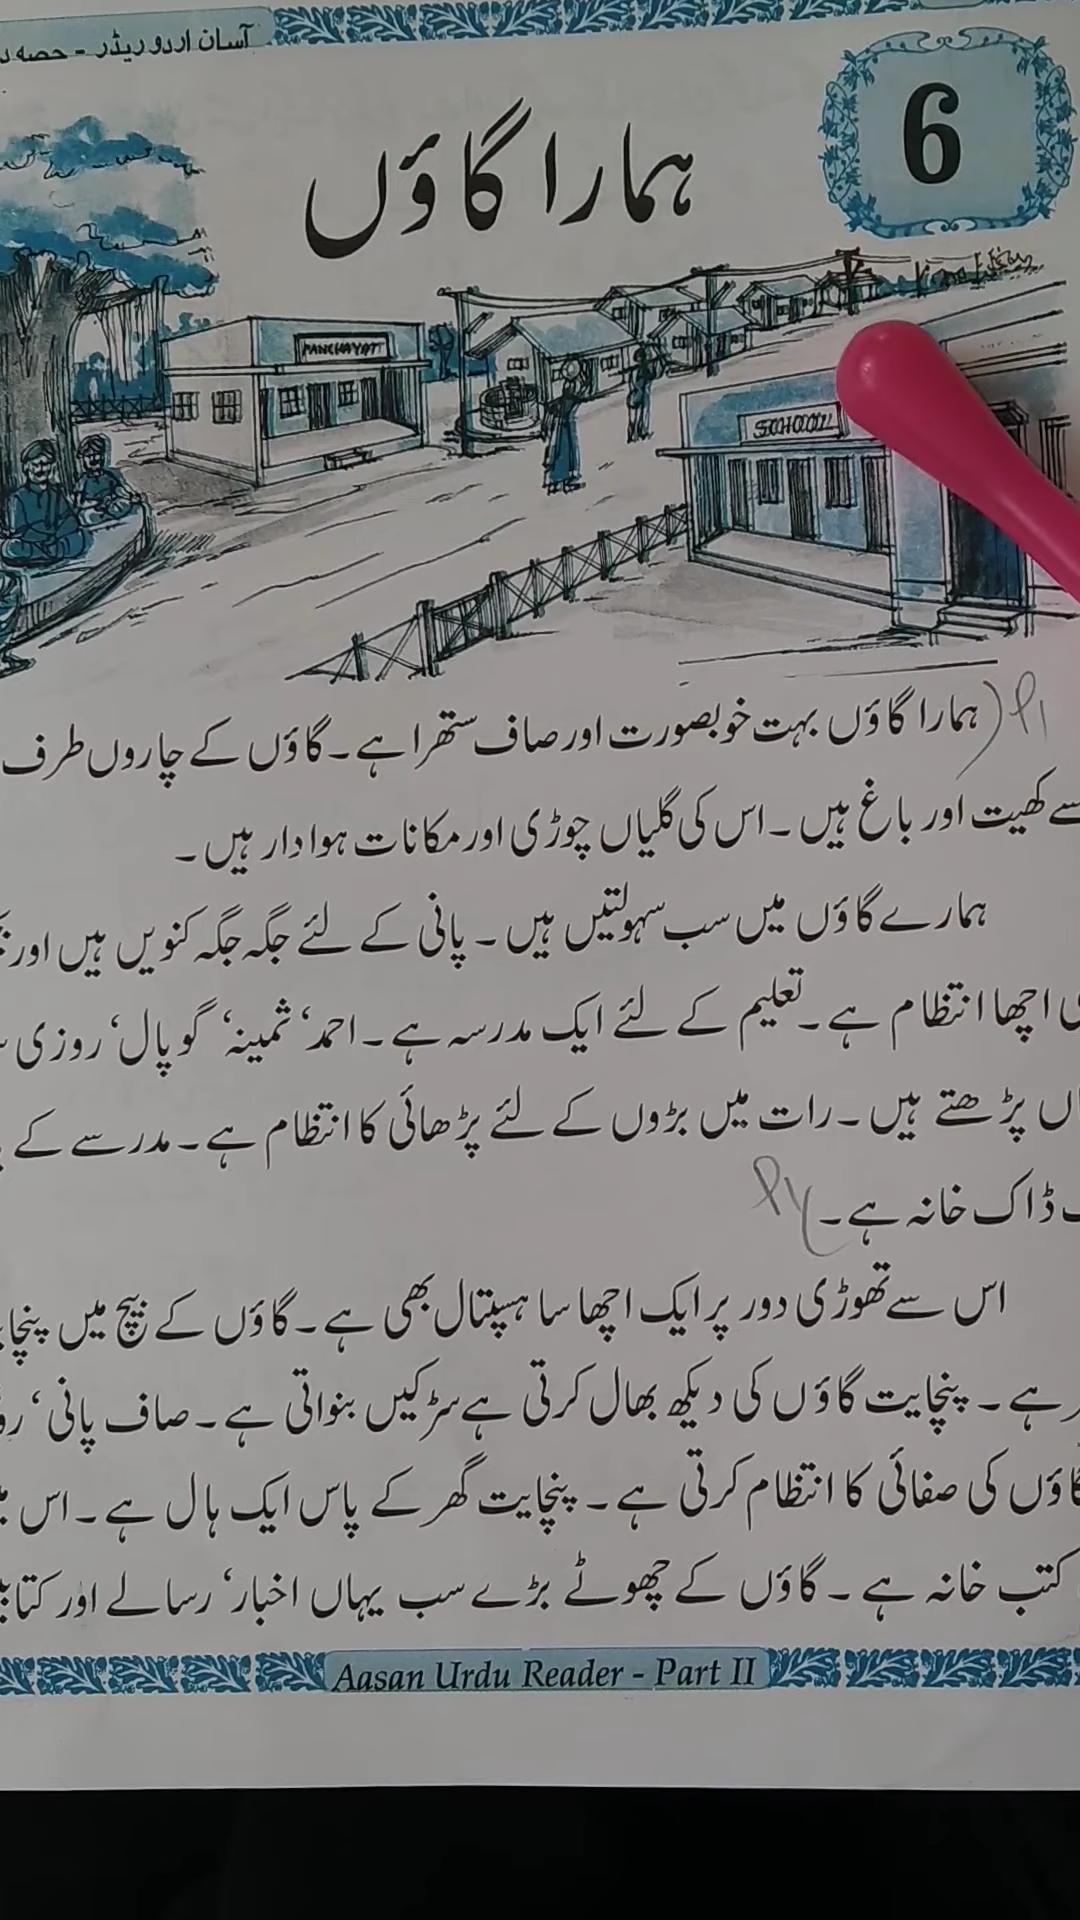 آسان اردو ریڈر - حصہ
6
ہمارا گاؤں
PANCHAYAT
SCHOOL
ہمارا گاؤں بہت خوبصورت اور صاف ستھرا ہے۔ گاؤں کے چاروں طرف
سے کھیت اور باغ ہیں۔ اس کی گلیاں چوڑی اور مکانات ہوادار ہیں۔
ہمارے گاؤں میں سب سہولتیں ہیں۔ پانی کے لئے جگہ جگہ کنویں ہیں اور
اچھا انتظام ہے۔ تعلیم کے لئے ایک مدرسہ ہے۔ احمد‘ ثمینہ‘ گوپال‘ روزی
پڑھتے ہیں۔ رات میں بڑوں کے لئے پڑھائی کا انتظام ہے۔ مدرسے کے
ڈاک خانہ ہے۔
اس سے تھوڑی دور پر ایک اچھا سا ہسپتال بھی ہے۔ گاؤں کے بیچ میں
ہے۔ پنچایت گاؤں کی دیکھ بھال کرتی ہے سڑکیں بنواتی ہے۔ صاف پانی‘
گاؤں کی صفائی کا انتظام کرتی ہے۔ پنچایت گھر کے پاس ایک ہال ہے۔ اس
کتب خانہ ہے۔ گاؤں کے چھوٹے بڑے سب یہاں اخبار‘ رسالے اور
Aasan Urdu Reader - Part II